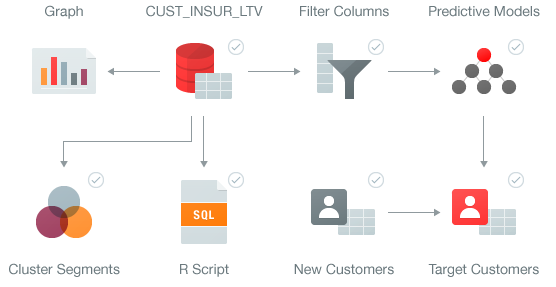 Graph
CUST_INSUR_LTV
Filter Columns
Predictive Models
SQL
Cluster Segments
R Script
New Customers
Target Customers